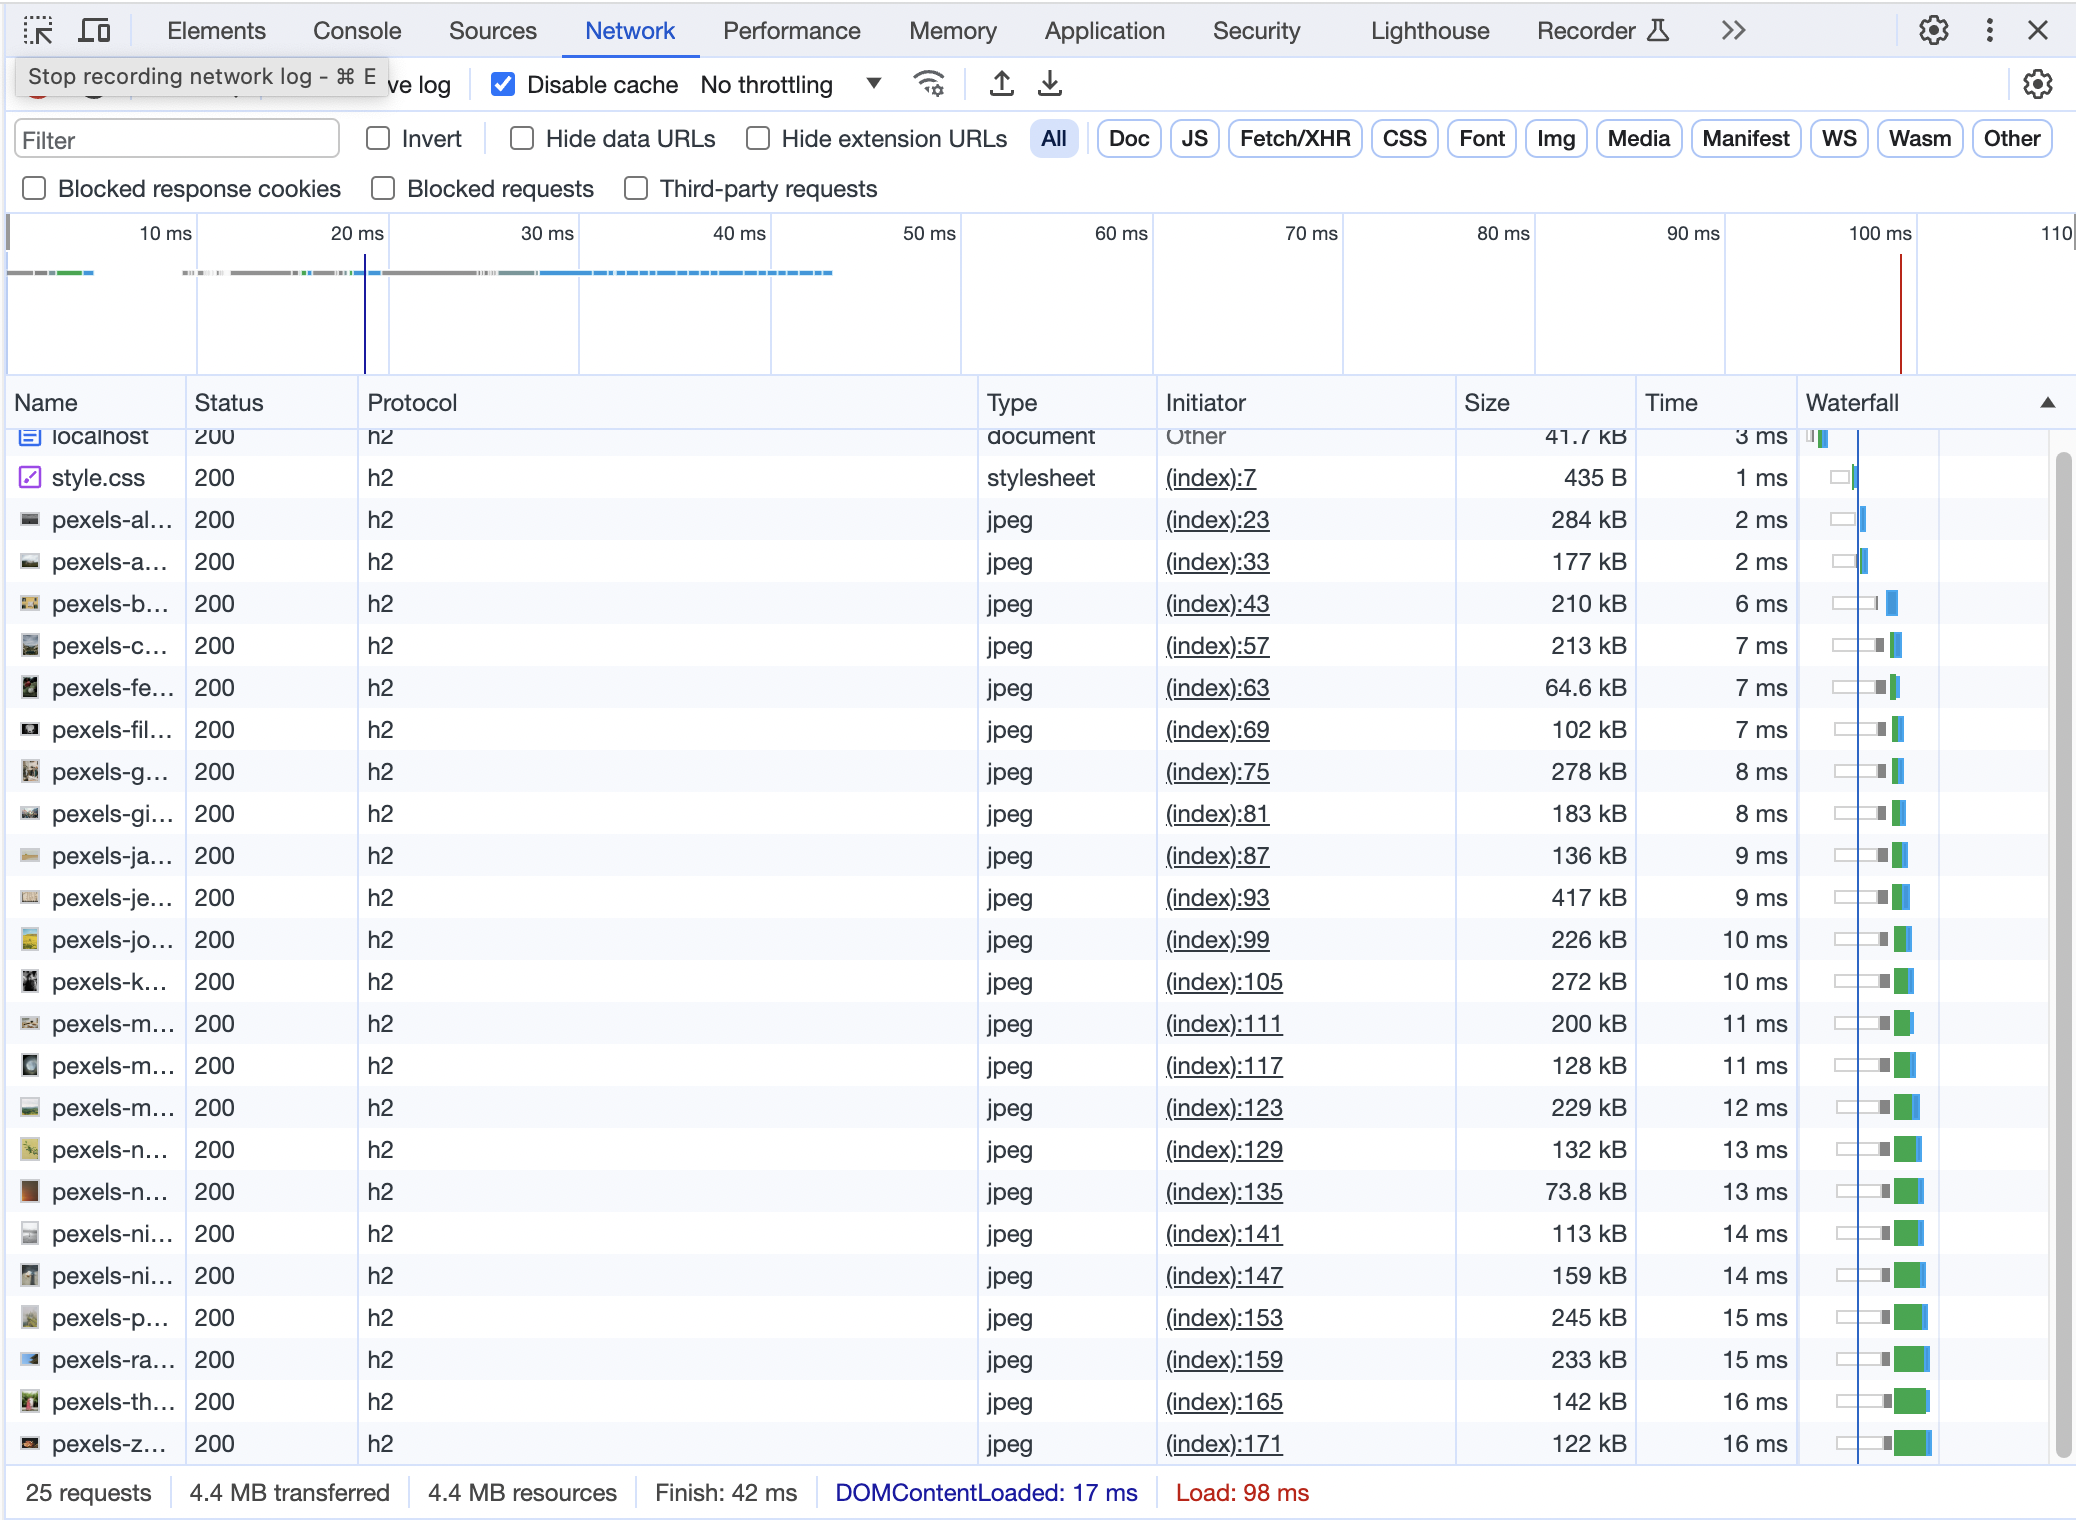 Elements Console Sources Network Performance Memory Application Security Lighthouse Recorder
Stop recording network log - ⌘ E
ve log Disable cache No throttling
Filter Invert Hide data URLs Hide extension URLs All Doc JS Fetch/XHR CSS Font Img Media Manifest WS Wasm Other
Blocked response cookies Blocked requests Third-party requests
10 ms 20 ms 30 ms 40 ms 50 ms 60 ms 70 ms 80 ms 90 ms 100 ms 110
Name Status Protocol Type Initiator Size Time Waterfall
localhost 200 h2 document Other 41.7 kB 3 ms
style.css 200 h2 stylesheet (index):7 435 B 1 ms
pexels-al... 200 h2 jpeg (index):23 284 kB 2 ms
pexels-a... 200 h2 jpeg (index):33 177 kB 2 ms
pexels-b... 200 h2 jpeg (index):43 210 kB 6 ms
pexels-c... 200 h2 jpeg (index):57 213 kB 7 ms
pexels-fe... 200 h2 jpeg (index):63 64.6 kB 7 ms
pexels-fil... 200 h2 jpeg (index):69 102 kB 7 ms
pexels-g... 200 h2 jpeg (index):75 278 kB 8 ms
pexels-gi... 200 h2 jpeg (index):81 183 kB 8 ms
pexels-ja... 200 h2 jpeg (index):87 136 kB 9 ms
pexels-je... 200 h2 jpeg (index):93 417 kB 9 ms
pexels-jo... 200 h2 jpeg (index):99 226 kB 10 ms
pexels-k... 200 h2 jpeg (index):105 272 kB 10 ms
pexels-m... 200 h2 jpeg (index):111 200 kB 11 ms
pexels-m... 200 h2 jpeg (index):117 128 kB 11 ms
pexels-m... 200 h2 jpeg (index):123 229 kB 12 ms
pexels-n... 200 h2 jpeg (index):129 132 kB 13 ms
pexels-n... 200 h2 jpeg (index):135 73.8 kB 13 ms
pexels-ni... 200 h2 jpeg (index):141 113 kB 14 ms
pexels-ni... 200 h2 jpeg (index):147 159 kB 14 ms
pexels-p... 200 h2 jpeg (index):153 245 kB 15 ms
pexels-ra... 200 h2 jpeg (index):159 233 kB 15 ms
pexels-th... 200 h2 jpeg (index):165 142 kB 16 ms
pexels-z... 200 h2 jpeg (index):171 122 kB 16 ms
25 requests 4.4 MB transferred 4.4 MB resources Finish: 42 ms DOMContentLoaded: 17 ms Load: 98 ms